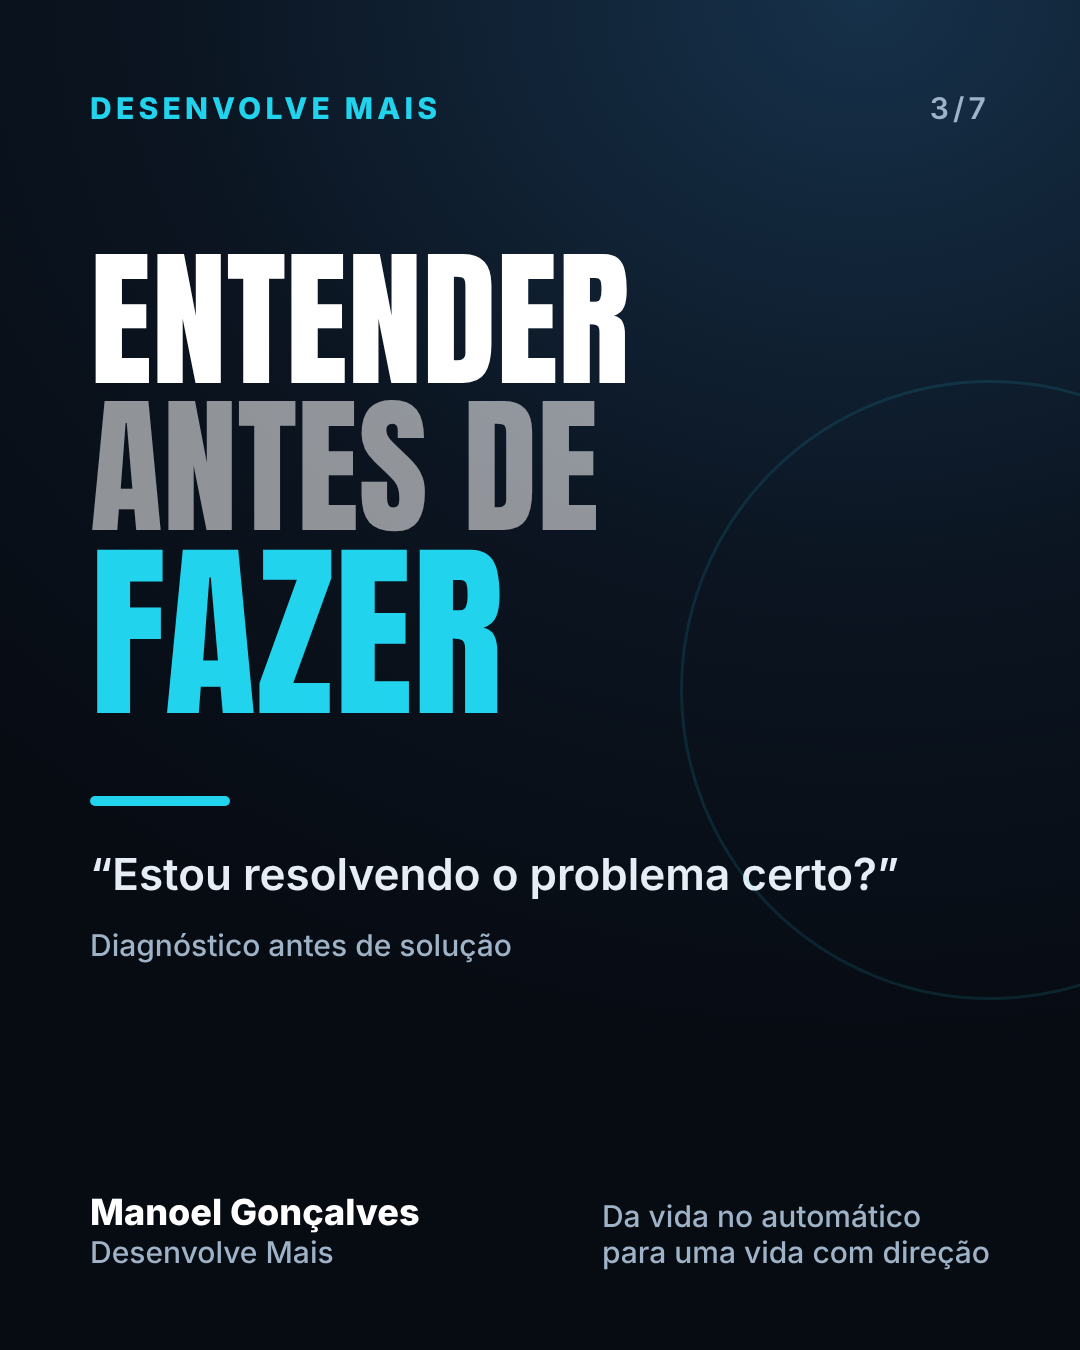 DESENVOLVE MAIS
3/7
ENTENDER
ANTES DE
FAZER
“Estou resolvendo o problema certo?”
Diagnóstico antes de solução
Manoel Gonçalves
Desenvolve Mais
Da vida no automático
para uma vida com direção